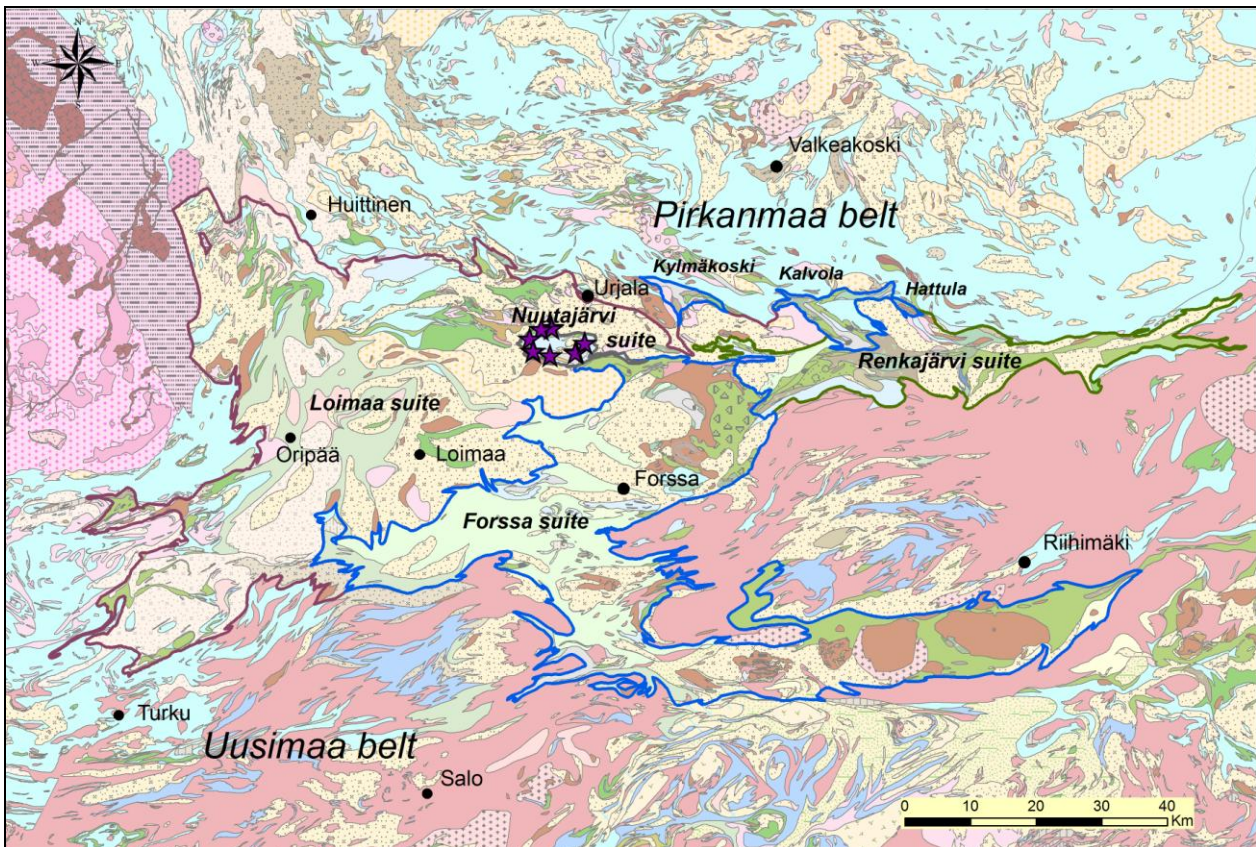 Valkeakoski
Huittinen
Pirkanmaa belt
Kylmäkoski
Kalvola
Hattula
Urjala
Nuutajärvi
suite
Renkajärvi suite
Loimaa suite
Oripää
Loimaa
Forssa
Forssa suite
Riihimäki
Turku
Uusimaa belt
Salo
0 10 20 30 40
Km